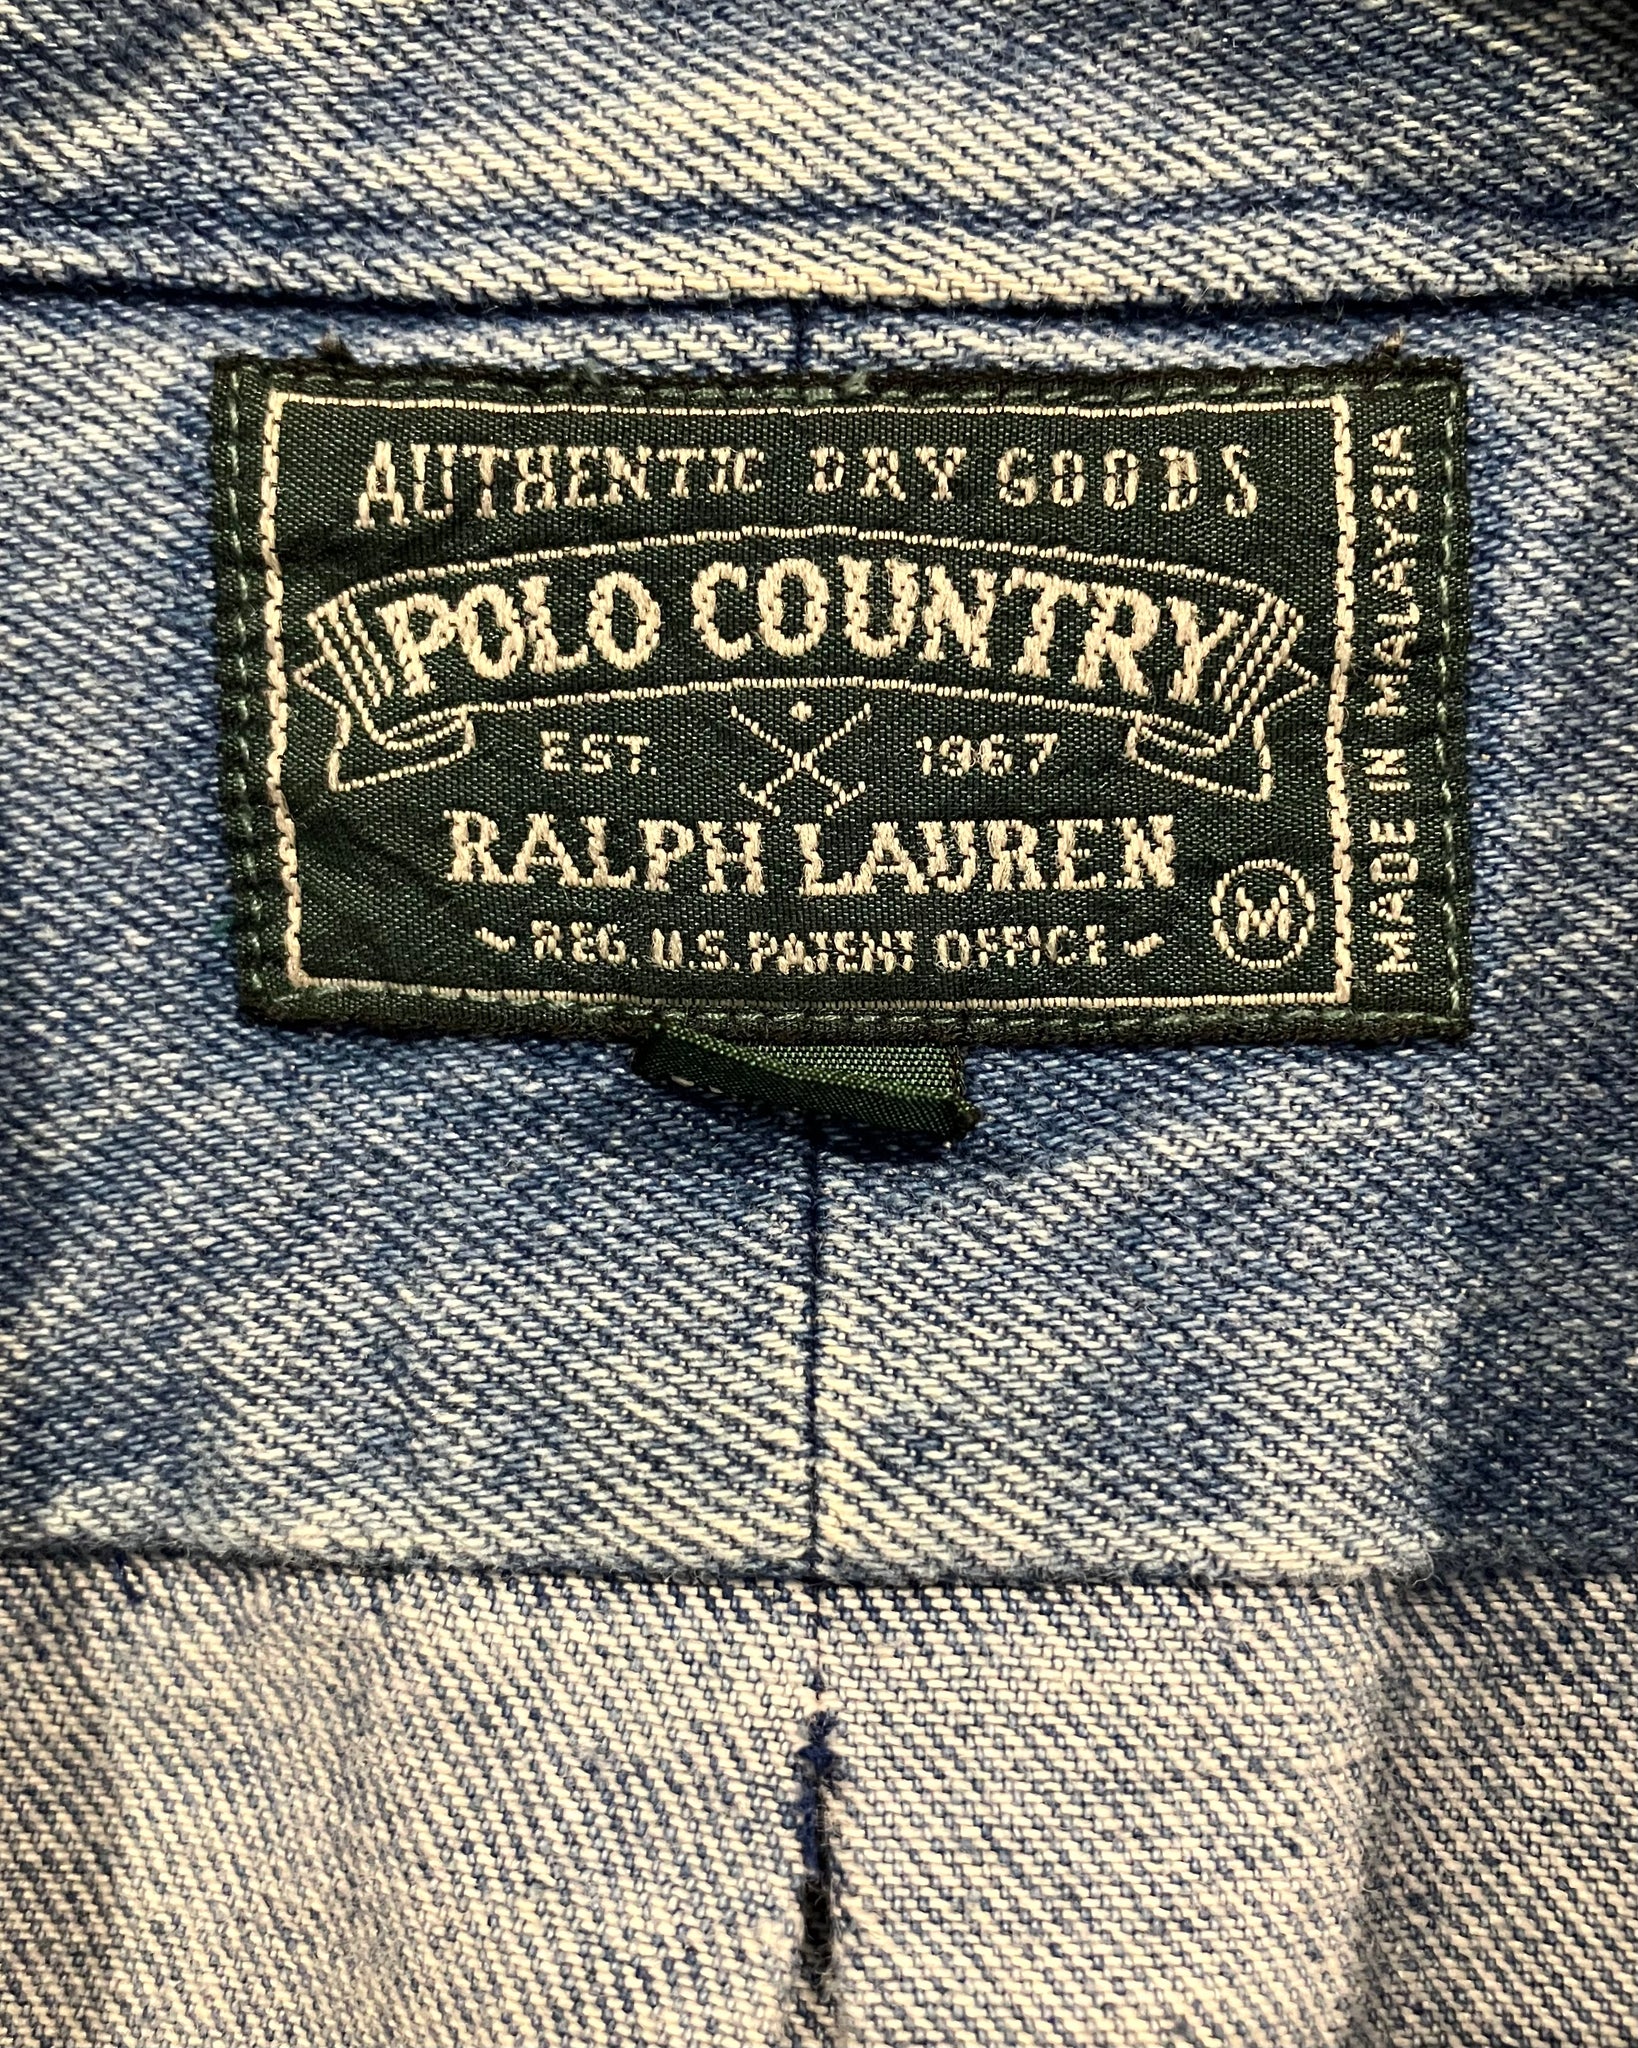 AUTHENTIC DRY GOODS
POLO COUNTRY
EST. 1967
RALPH LAUREN
REG. U.S. PATENT OFFICE
M
MADE IN MALAYSIA